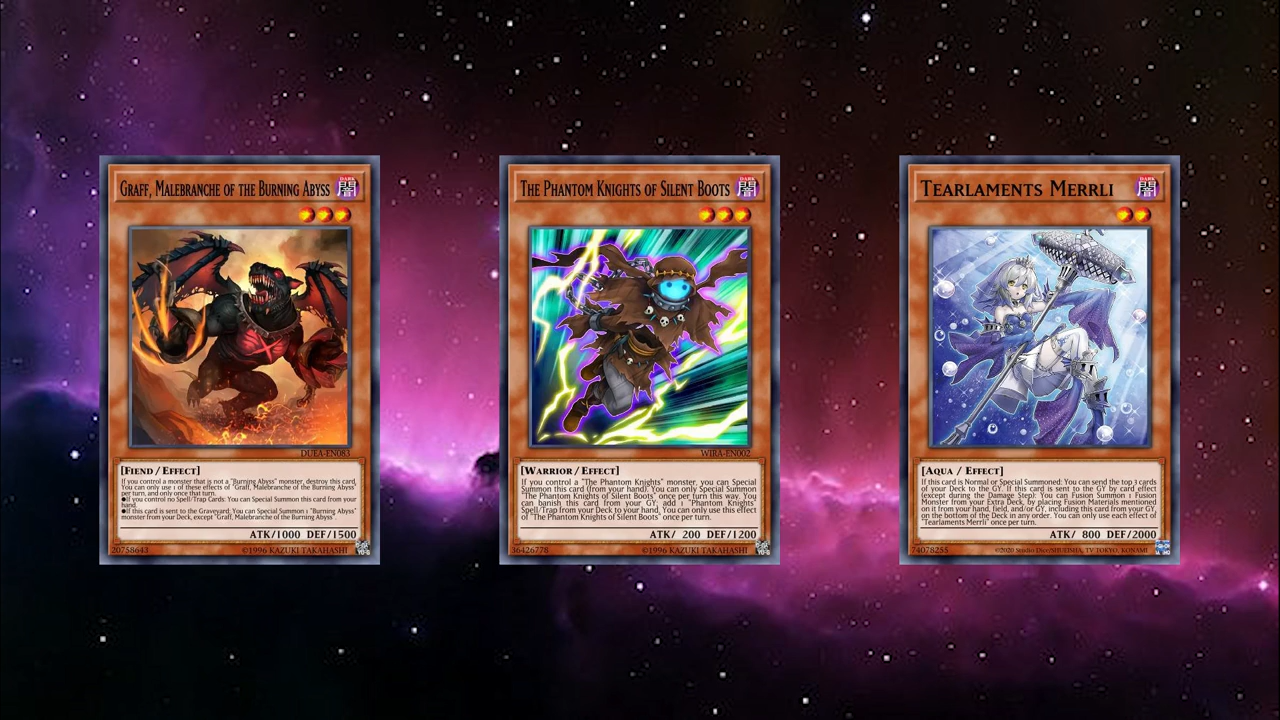 Graff, Malebranche of the Burning Abyss
DARK
DUEA-EN083
[Fiend / Effect]
If you control a monster that is not a "Burning Abyss" monster, destroy this card.
You can only use 1 of these effects of "Graff, Malebranche of the Burning Abyss"
per turn, and only once that turn.
●If you control no Spell/Trap Cards: You can Special Summon this card from your
hand.
●If this card is sent to the Graveyard: You can Special Summon 1 "Burning Abyss"
monster from your Deck, except "Graff, Malebranche of the Burning Abyss".
ATK/1000 DEF/1500
20758643
©1996 KAZUKI TAKAHASHI
The Phantom Knights of Silent Boots
DARK
WIRA-EN002
[Warrior / Effect]
If you control a "The Phantom Knights" monster, you can Special
Summon this card (from your hand). You can only Special Summon
"The Phantom Knights of Silent Boots" once per turn this way. You
can banish this card from your GY; add 1 "Phantom Knights"
Spell/Trap from your Deck to your hand. You can only use this effect
of "The Phantom Knights of Silent Boots" once per turn.
ATK/ 200 DEF/1200
36426778
©1996 KAZUKI TAKAHASHI
Tearlaments Merrli
DARK
[Aqua / Effect]
If this card is Normal or Special Summoned: You can send the top 3 cards
of your Deck to the GY. If this card is sent to the GY by card effect
(except during the Damage Step): You can Fusion Summon 1 Fusion
Monster from your Extra Deck, by placing Fusion Materials mentioned
on it from your hand, field, and/or GY, including this card from your GY,
on the bottom of the Deck in any order. You can only use each effect of
"Tearlaments Merrli" once per turn.
ATK/ 800 DEF/2000
74078255
©2020 Studio Dice/SHUEISHA, TV TOKYO, KONAMI